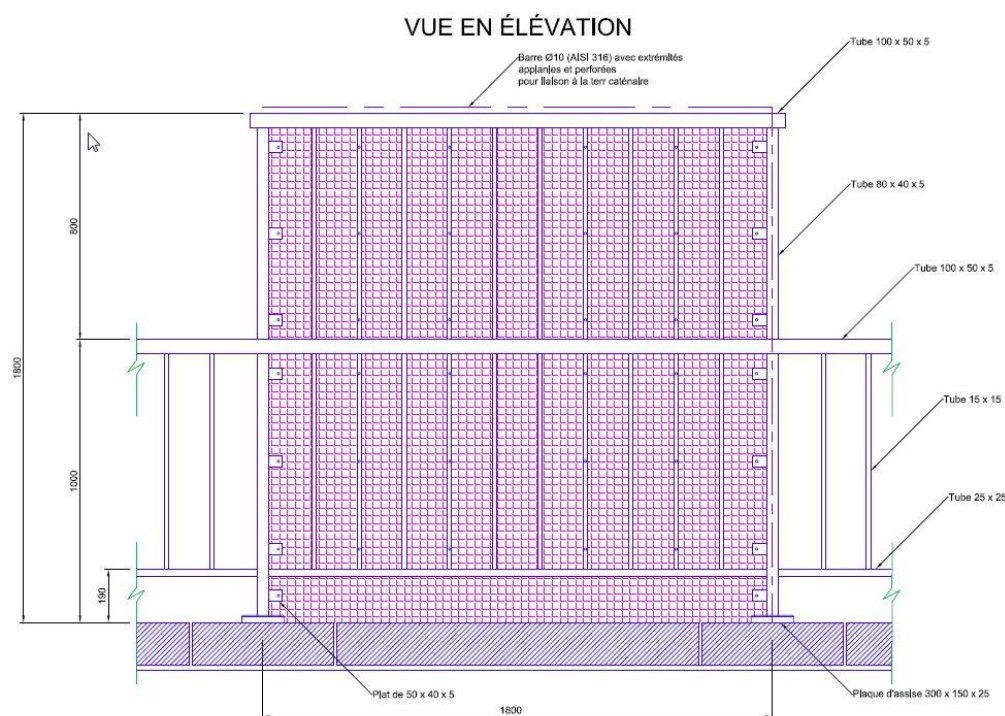 VUE EN ÉLÉVATION
Barre Ø10 (AISI 316) avec extrémités
applanies et perforées
pour liaison à la terr caténaire
Tube 100 x 50 x 5
Tube 80 x 40 x 5
800
Tube 100 x 50 x 5
1800
Tube 15 x 15
1000
Tube 25 x 25
190
Plat de 50 x 40 x 5
Plaque d'assise 300 x 150 x 25
1800